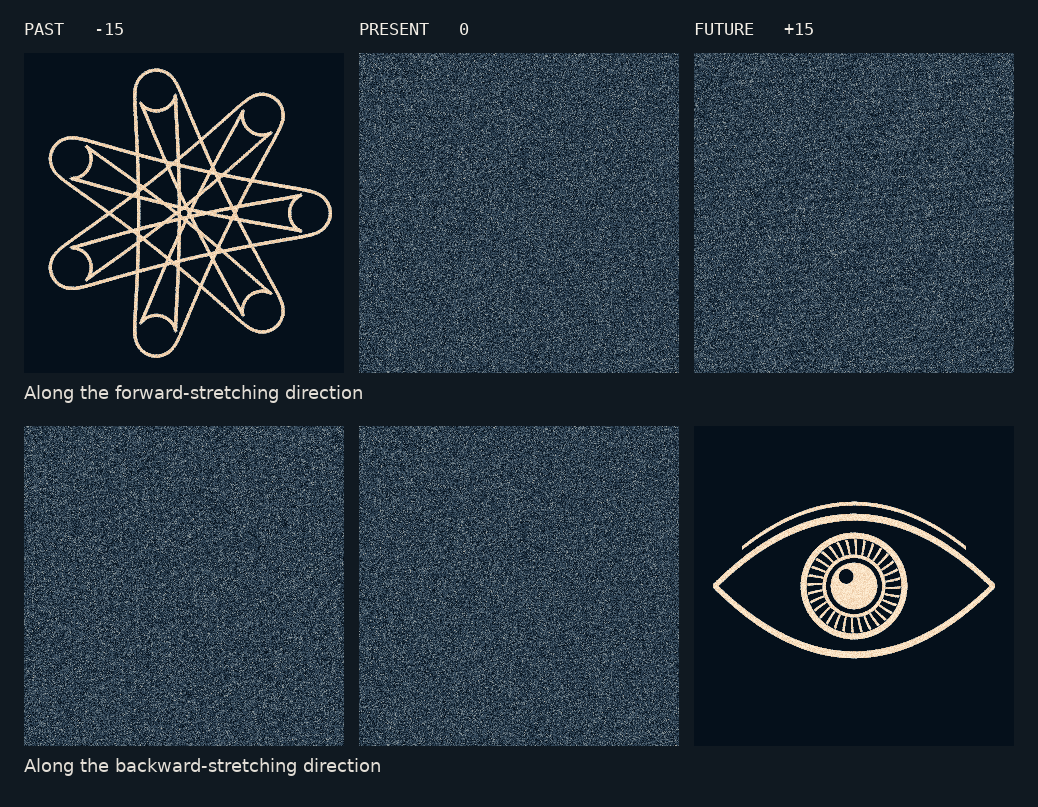 PAST -15 PRESENT 0 FUTURE +15
Along the forward-stretching direction
Along the backward-stretching direction